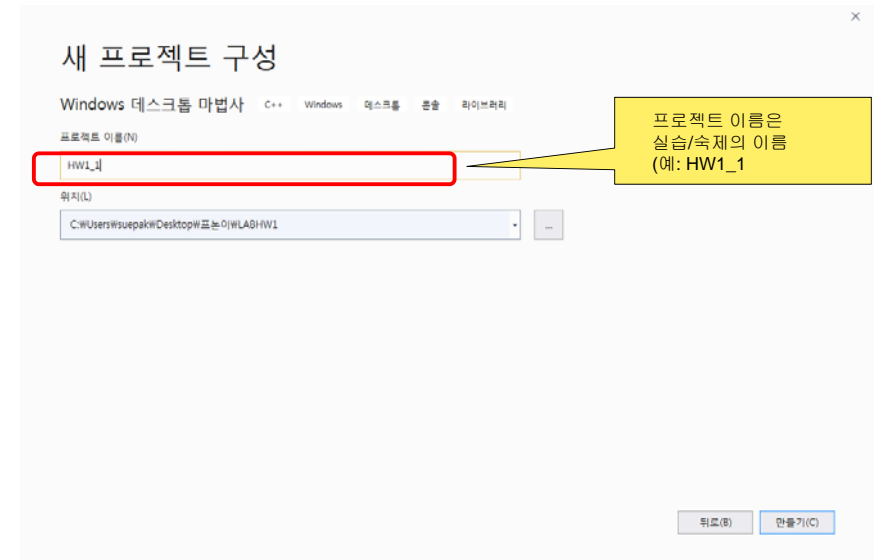 새 프로젝트 구성
Windows 데스크톱 마법사 C++ Windows 데스크톱 콘솔 라이브러리
프로젝트 이름(N)
HW1_1
위치(L)
C:₩Users₩suepak₩Desktop₩프논이₩LABHW1
...
프로젝트 이름은
실습/숙제의 이름
(예: HW1_1
뒤로(B) 만들기(C)